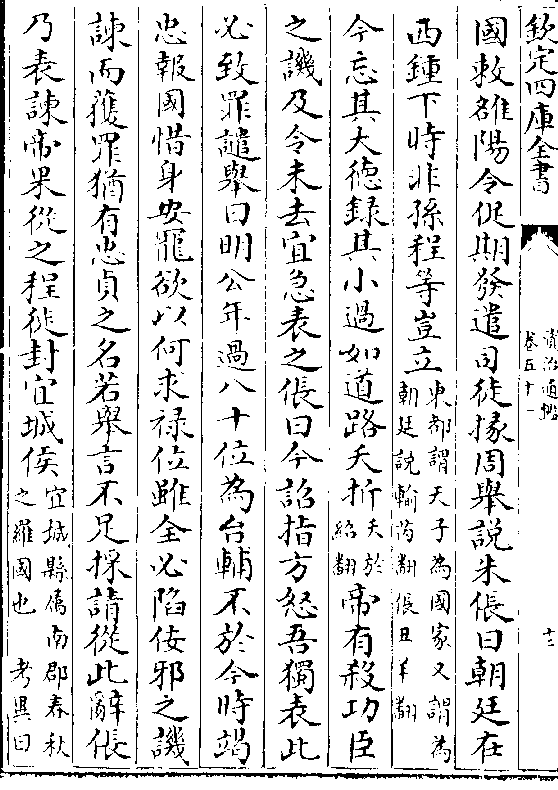 欽定四庫全書
資治通鑑
卷五十一
十三
國敕雒陽令促期發遣司徒掾周舉說朱倀曰朝廷在
西鍾下時非孫程等豈立
東都謂天子為國家又謂為
朝廷說輸芮翻倀丑羊翻
今忘其大德録其小過如道路夭折
夭於
紹翻
帝有殺功臣
之譏及今未去宜急表之倀曰今詔指方怒吾獨表此
必致罪譴舉曰明公年過八十位為台輔不於今時竭
忠報國惜身安寵欲以何求禄位雖全必陷佞邪之譏
諫而獲罪猶有忠貞之名若舉言不足採請從此辭倀
乃表諫帝果從之程徙封宜城侯
宜城縣屬南郡春秋
之羅國也 考異曰